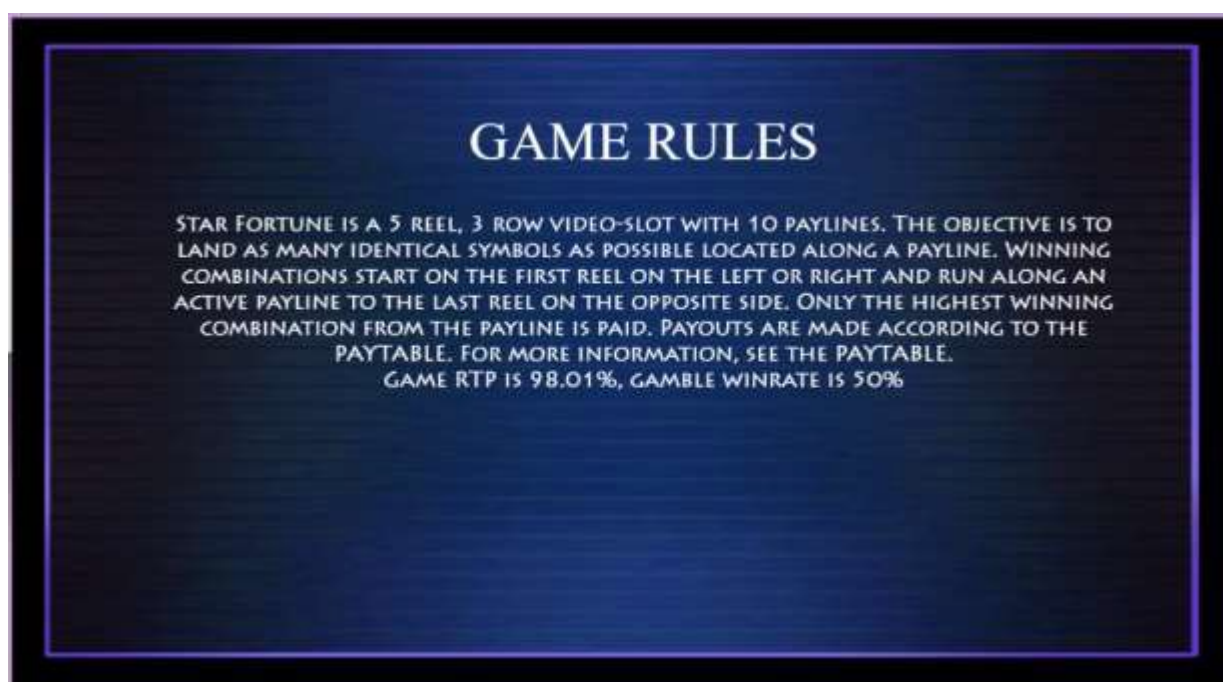 GAME RULES
STAR FORTUNE IS A 5 REEL, 3 ROW VIDEO-SLOT WITH 10 PAYLINES. THE OBJECTIVE IS TO
LAND AS MANY IDENTICAL SYMBOLS AS POSSIBLE LOCATED ALONG A PAYLINE. WINNING
COMBINATIONS START ON THE FIRST REEL ON THE LEFT OR RIGHT AND RUN ALONG AN
ACTIVE PAYLINE TO THE LAST REEL ON THE OPPOSITE SIDE. ONLY THE HIGHEST WINNING
COMBINATION FROM THE PAYLINE IS PAID. PAYOUTS ARE MADE ACCORDING TO THE
PAYTABLE. FOR MORE INFORMATION, SEE THE PAYTABLE.
GAME RTP IS 98.01%, GAMBLE WINRATE IS 50%